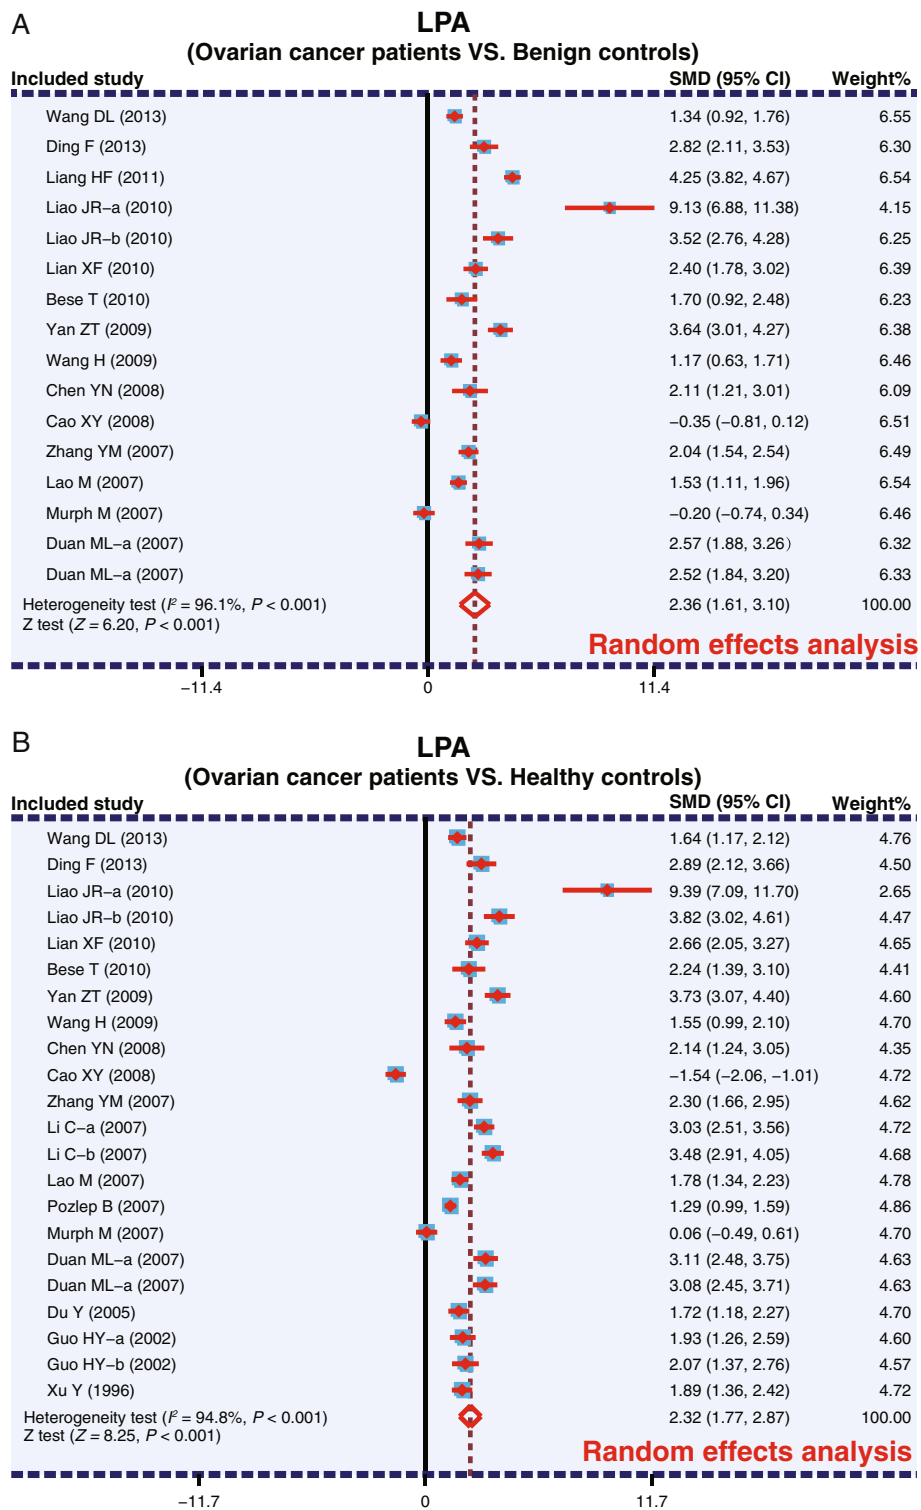 A
LPA
(Ovarian cancer patients VS. Benign controls)
Included study SMD (95% CI) Weight%
Wang DL (2013) 1.34 (0.92, 1.76) 6.55
Ding F (2013) 2.82 (2.11, 3.53) 6.30
Liang HF (2011) 4.25 (3.82, 4.67) 6.54
Liao JR−a (2010) 9.13 (6.88, 11.38) 4.15
Liao JR−b (2010) 3.52 (2.76, 4.28) 6.25
Lian XF (2010) 2.40 (1.78, 3.02) 6.39
Bese T (2010) 1.70 (0.92, 2.48) 6.23
Yan ZT (2009) 3.64 (3.01, 4.27) 6.38
Wang H (2009) 1.17 (0.63, 1.71) 6.46
Chen YN (2008) 2.11 (1.21, 3.01) 6.09
Cao XY (2008) −0.35 (−0.81, 0.12) 6.51
Zhang YM (2007) 2.04 (1.54, 2.54) 6.49
Lao M (2007) 1.53 (1.11, 1.96) 6.54
Murph M (2007) −0.20 (−0.74, 0.34) 6.46
Duan ML−a (2007) 2.57 (1.88, 3.26) 6.32
Duan ML−a (2007) 2.52 (1.84, 3.20) 6.33
Heterogeneity test (I² = 96.1%, P < 0.001) 2.36 (1.61, 3.10) 100.00
Z test (Z = 6.20, P < 0.001)
Random effects analysis
−11.4 0 11.4
B
LPA
(Ovarian cancer patients VS. Healthy controls)
Included study SMD (95% CI) Weight%
Wang DL (2013) 1.64 (1.17, 2.12) 4.76
Ding F (2013) 2.89 (2.12, 3.66) 4.50
Liao JR−a (2010) 9.39 (7.09, 11.70) 2.65
Liao JR−b (2010) 3.82 (3.02, 4.61) 4.47
Lian XF (2010) 2.66 (2.05, 3.27) 4.65
Bese T (2010) 2.24 (1.39, 3.10) 4.41
Yan ZT (2009) 3.73 (3.07, 4.40) 4.60
Wang H (2009) 1.55 (0.99, 2.10) 4.70
Chen YN (2008) 2.14 (1.24, 3.05) 4.35
Cao XY (2008) −1.54 (−2.06, −1.01) 4.72
Zhang YM (2007) 2.30 (1.66, 2.95) 4.62
Li C−a (2007) 3.03 (2.51, 3.56) 4.72
Li C−b (2007) 3.48 (2.91, 4.05) 4.68
Lao M (2007) 1.78 (1.34, 2.23) 4.78
Pozlep B (2007) 1.29 (0.99, 1.59) 4.86
Murph M (2007) 0.06 (−0.49, 0.61) 4.70
Duan ML−a (2007) 3.11 (2.48, 3.75) 4.63
Duan ML−a (2007) 3.08 (2.45, 3.71) 4.63
Du Y (2005) 1.72 (1.18, 2.27) 4.70
Guo HY−a (2002) 1.93 (1.26, 2.59) 4.60
Guo HY−b (2002) 2.07 (1.37, 2.76) 4.57
Xu Y (1996) 1.89 (1.36, 2.42) 4.72
Heterogeneity test (I² = 94.8%, P < 0.001) 2.32 (1.77, 2.87) 100.00
Z test (Z = 8.25, P < 0.001)
Random effects analysis
−11.7 0 11.7